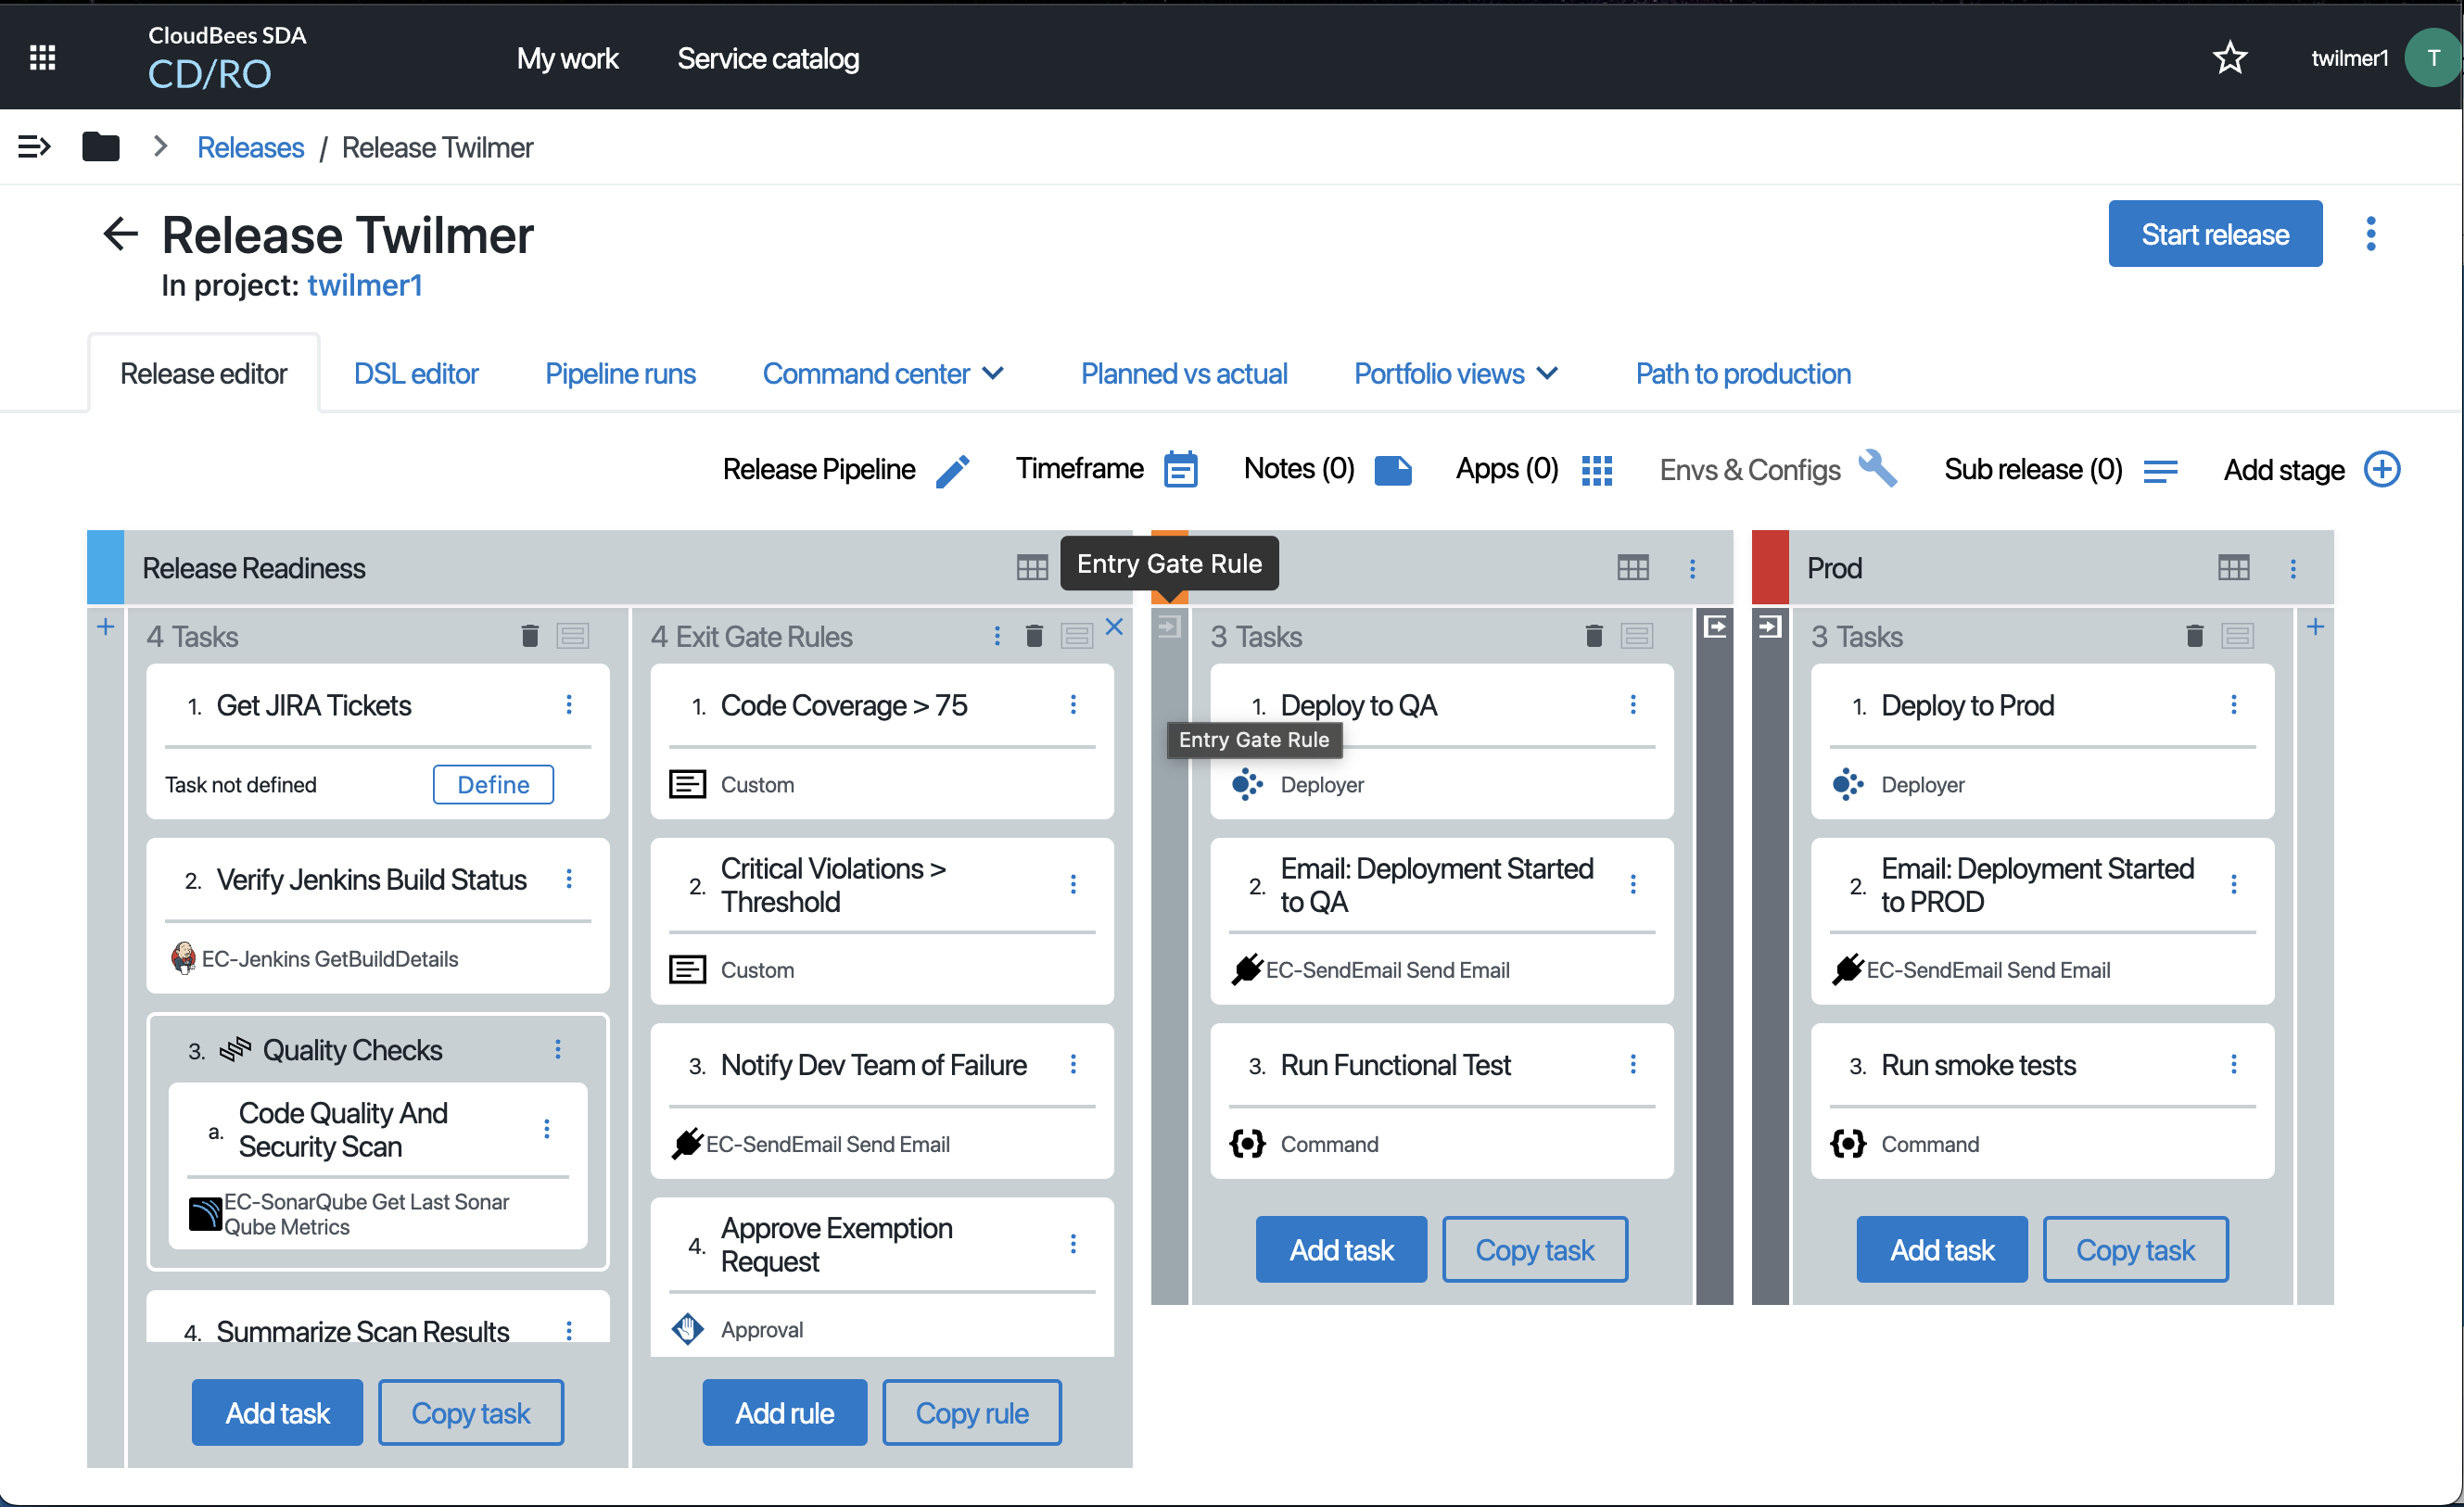 CloudBees SDA
CD/RO
My work
Service catalog
twilmer1
T
Releases / Release Twilmer
Release Twilmer
Start release
In project: twilmer1
Release editor
DSL editor
Pipeline runs
Command center
Planned vs actual
Portfolio views
Path to production
Release Pipeline
Timeframe
Notes (0)
Apps (0)
Envs & Configs
Sub release (0)
Add stage
Release Readiness
4 Tasks
1. Get JIRA Tickets
Task not defined
Define
2. Verify Jenkins Build Status
EC-Jenkins GetBuildDetails
3. Quality Checks
a. Code Quality And
Security Scan
EC-SonarQube Get Last Sonar
Qube Metrics
4. Summarize Scan Results
Add task
Copy task
4 Exit Gate Rules
1. Code Coverage > 75
Custom
2. Critical Violations >
Threshold
Custom
3. Notify Dev Team of Failure
EC-SendEmail Send Email
4. Approve Exemption
Request
Approval
Add rule
Copy rule
Entry Gate Rule
3 Tasks
1. Deploy to QA
Entry Gate Rule
Deployer
2. Email: Deployment Started
to QA
EC-SendEmail Send Email
3. Run Functional Test
Command
Add task
Copy task
Prod
3 Tasks
1. Deploy to Prod
Deployer
2. Email: Deployment Started
to PROD
EC-SendEmail Send Email
3. Run smoke tests
Command
Add task
Copy task